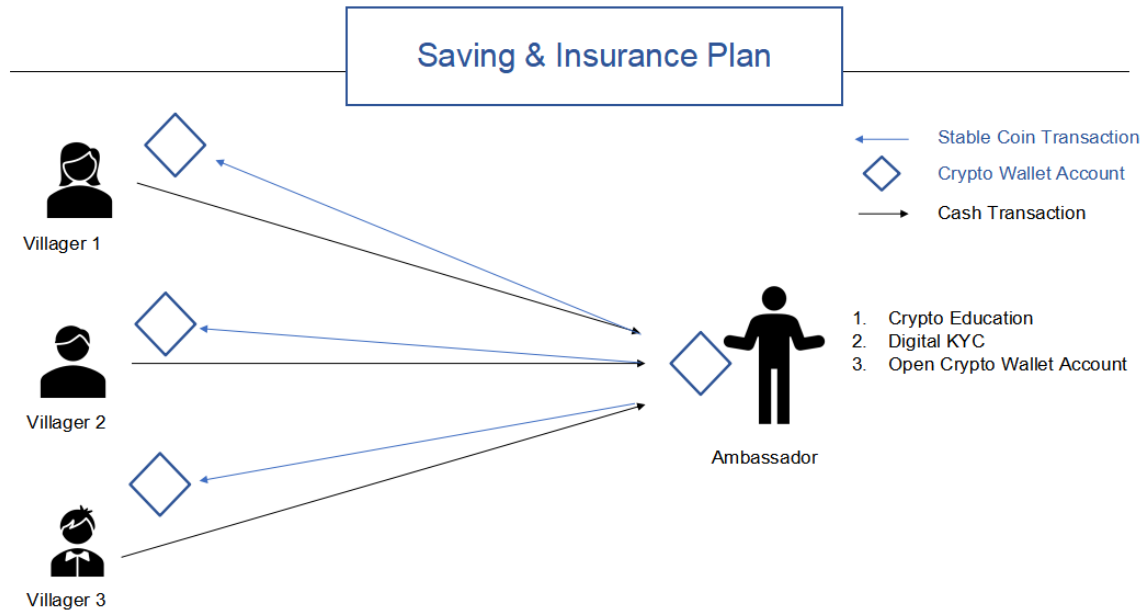 Saving & Insurance Plan
Stable Coin Transaction
Crypto Wallet Account
Cash Transaction
Villager 1
1. Crypto Education
2. Digital KYC
3. Open Crypto Wallet Account
Villager 2
Ambassador
Villager 3